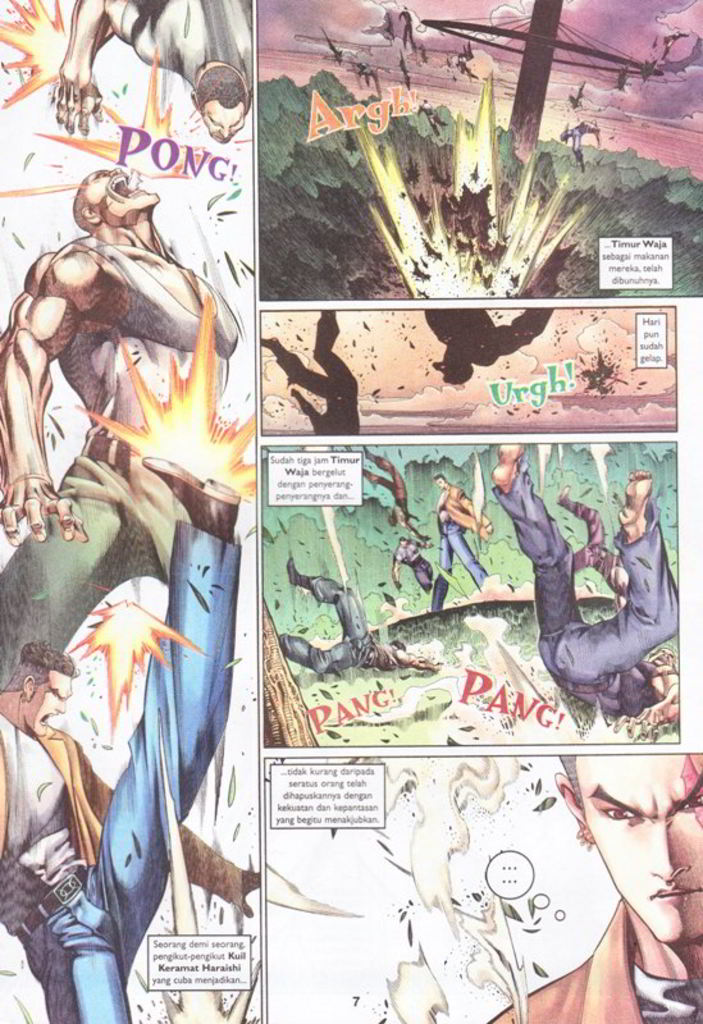 PONG!
Seorang demi seorang,
pengikut-pengikut Kuil
Keramat Haraishi
yang cuba menjadikan...
Argh!
...Timur Waja
sebagai makanan
mereka, telah
dibunuhnya.
Hari
pun
sudah
gelap.
Urgh!
Sudah tiga jam Timur
Waja bergelut
dengan penyerang-
penyerangnya dan...
PANG!
PANG!
...tidak kurang daripada
seratus orang telah
dihapuskannya dengan
kekuatan dan kepantasan
yang begitu menakjubkan.
...
...
7